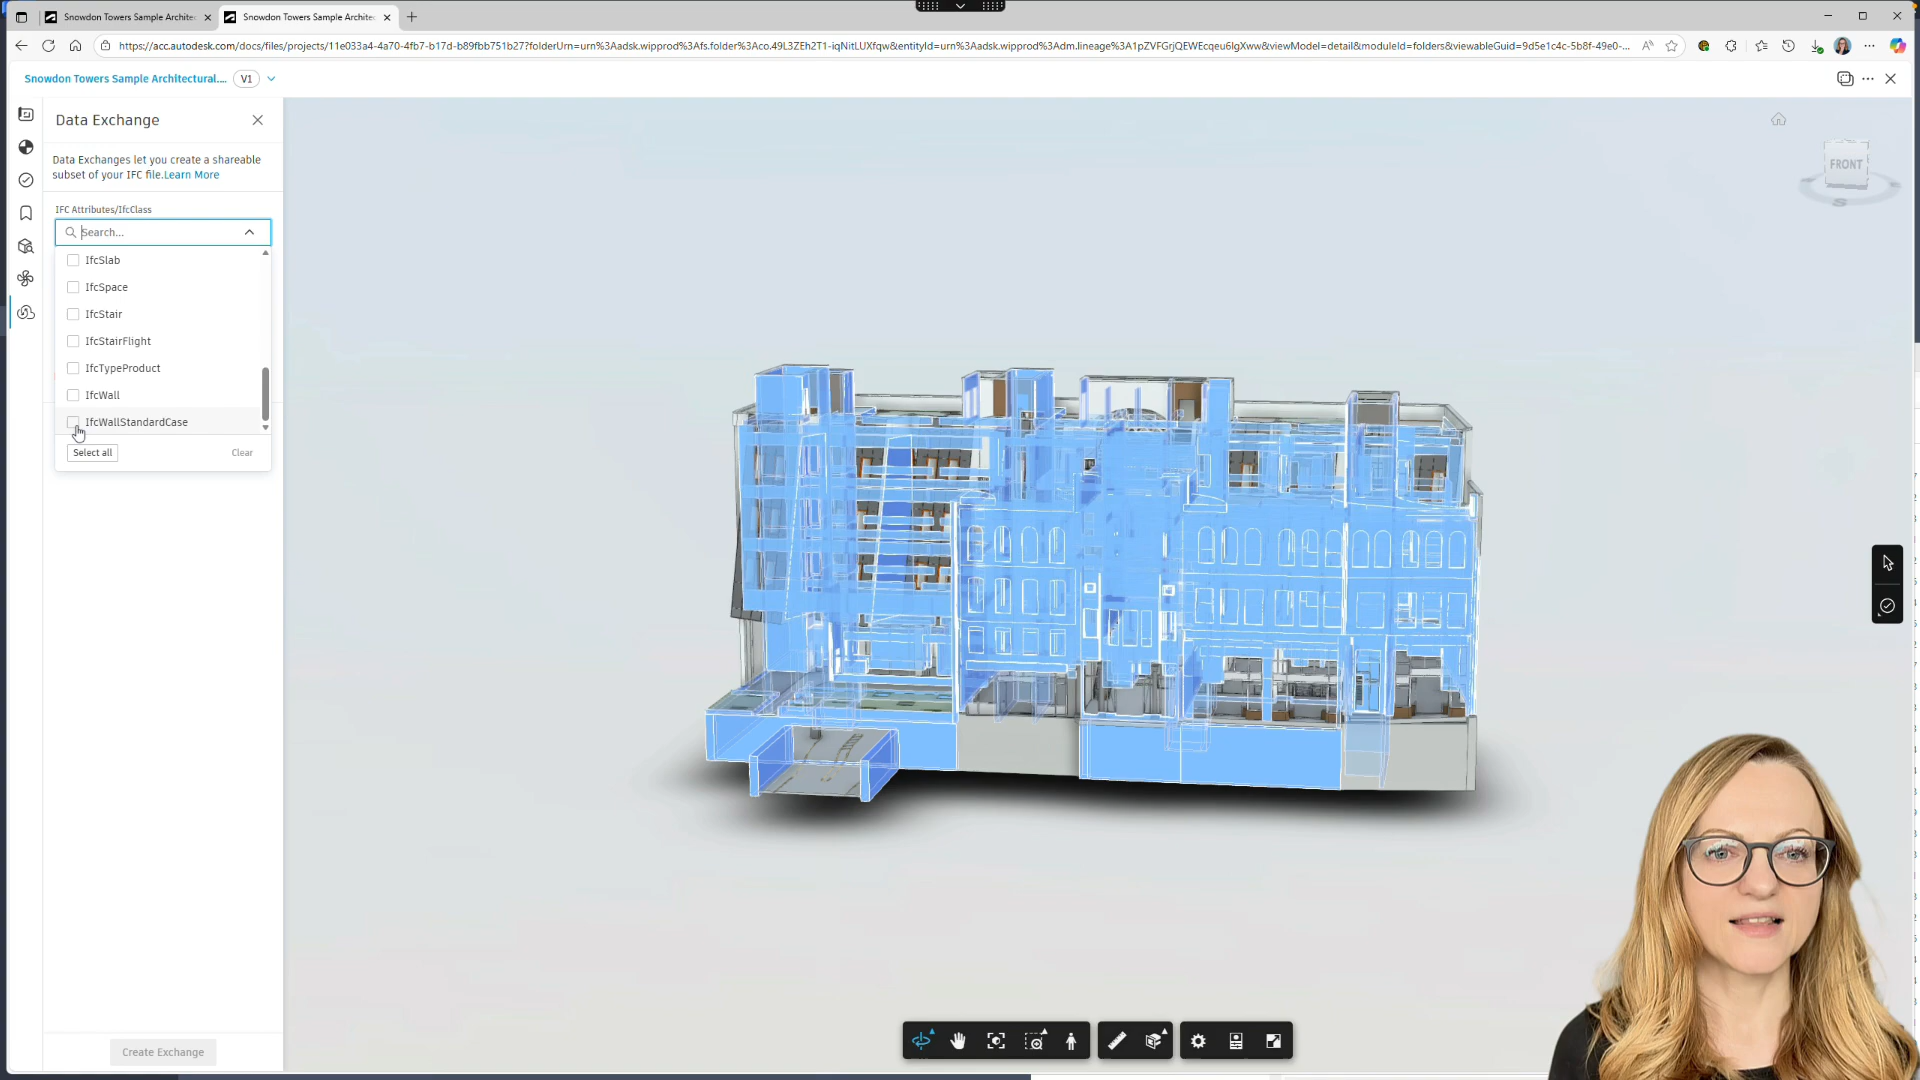 Snowdon Towers Sample Architec
Snowdon Towers Sample Architec
https://acc.autodesk.com/docs/files/projects/11e033a4-4a70-4fb7-b17d-b89fbb751b27?folderUrn=urn%3Aadsk.wipprod%3Afs.folder%3Aco.49L3ZEh2T1-iqNitLUXfqw&entityId=urn%3Aadsk.wipprod%3Adm.lineage%3A1pZVFGrjQEWEcqeu6lgXww&viewModel=detail&moduleId=folders&viewableGuid=9d5e1c4c-5b8f-49e0-...
Snowdon Towers Sample Architectural....
V1
Data Exchange
Data Exchanges let you create a shareable
subset of your IFC file.Learn More
IFC Attributes/IfcClass
Search...
IfcSlab
IfcSpace
IfcStair
IfcStairFlight
IfcTypeProduct
IfcWall
IfcWallStandardCase
Select all
Clear
Create Exchange
FRONT
S